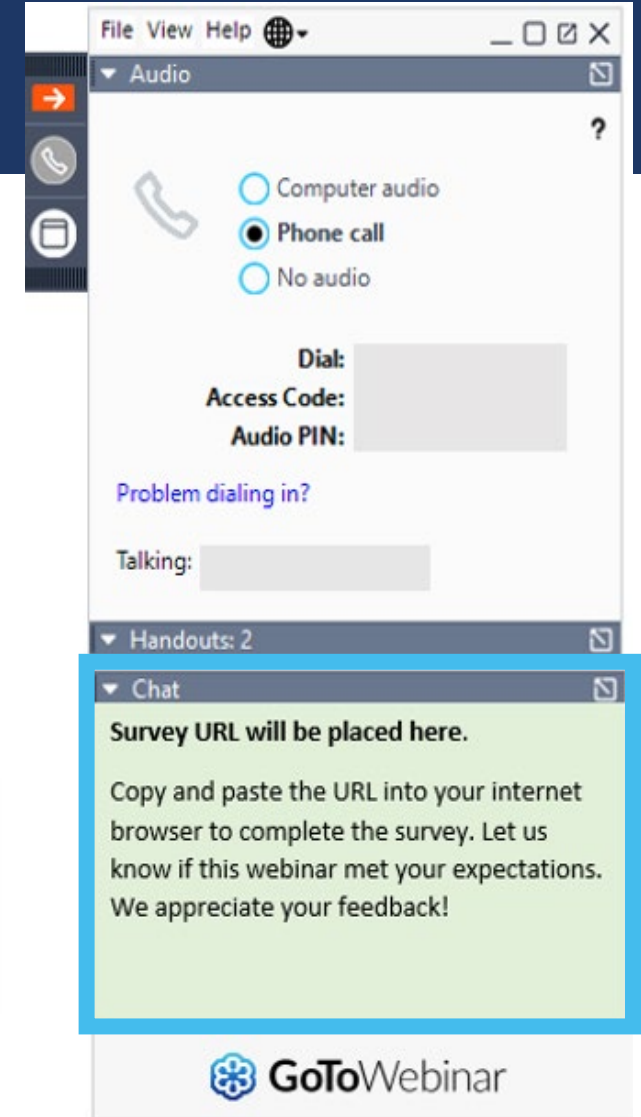 File View Help
Audio
?
Computer audio
Phone call
No audio
Dial:
Access Code:
Audio PIN:
Problem dialing in?
Talking:
Handouts: 2
Chat
Survey URL will be placed here.
Copy and paste the URL into your internet
browser to complete the survey. Let us
know if this webinar met your expectations.
We appreciate your feedback!
GoToWebinar